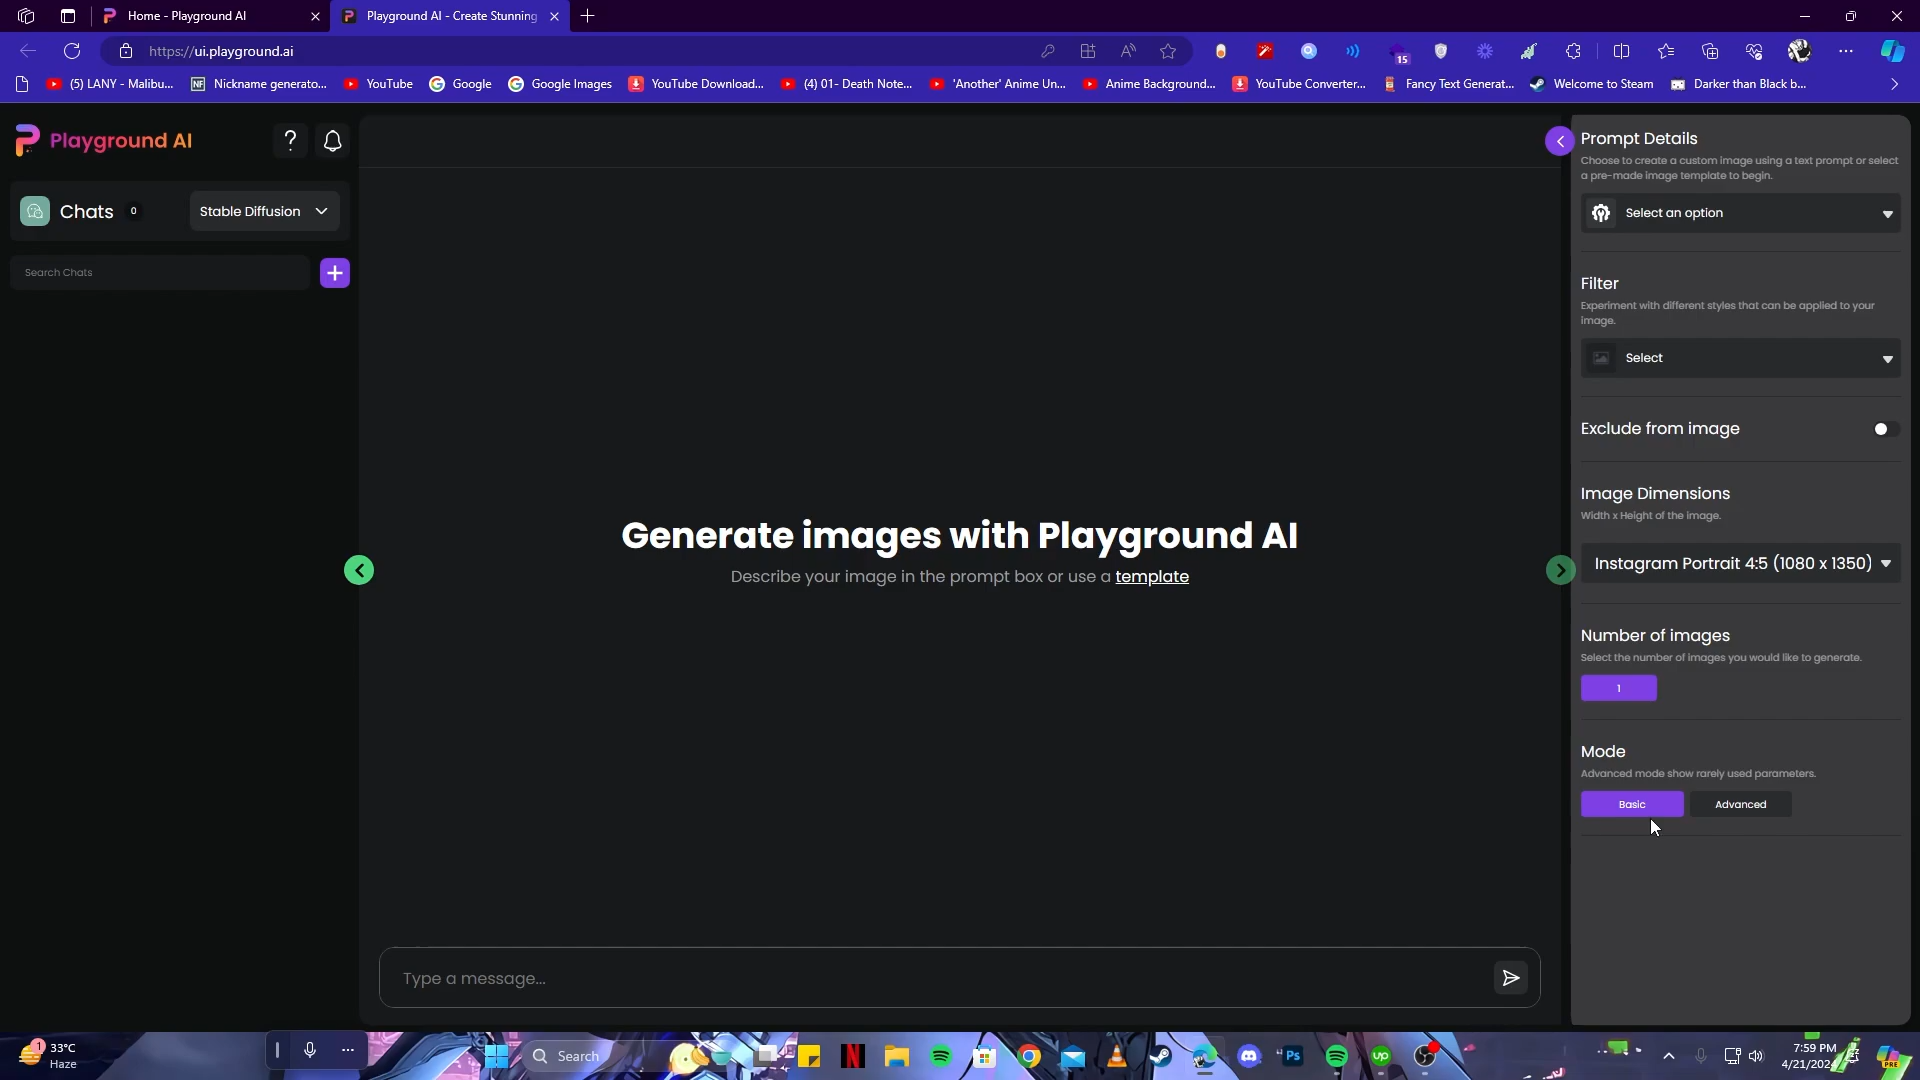 Home - Playground AI
Playground AI - Create Stunning
https://ui.playground.ai
15
(5) LANY - Malibu...
Nickname generato...
YouTube
Google
Google Images
YouTube Download...
(4) 01- Death Note...
'Another' Anime Un...
Anime Background...
YouTube Converter...
Fancy Text Generat...
Welcome to Steam
Darker than Black b...
Playground AI
?
Chats 0
Stable Diffusion
Search Chats
Generate images with Playground AI
Describe your image in the prompt box or use a template
Type a message...
Prompt Details
Choose to create a custom image using a text prompt or select
a pre-made image template to begin.
Select an option
Filter
Experiment with different styles that can be applied to your
image.
Select
Exclude from image
Image Dimensions
Width x Height of the image.
Instagram Portrait 4:5 (1080 x 1350)
Number of images
Select the number of images you would like to generate.
1
Mode
Advanced mode show rarely used parameters.
Basic
Advanced
1
33°C
Haze
Search
Ps
up
7:59 PM
PRE